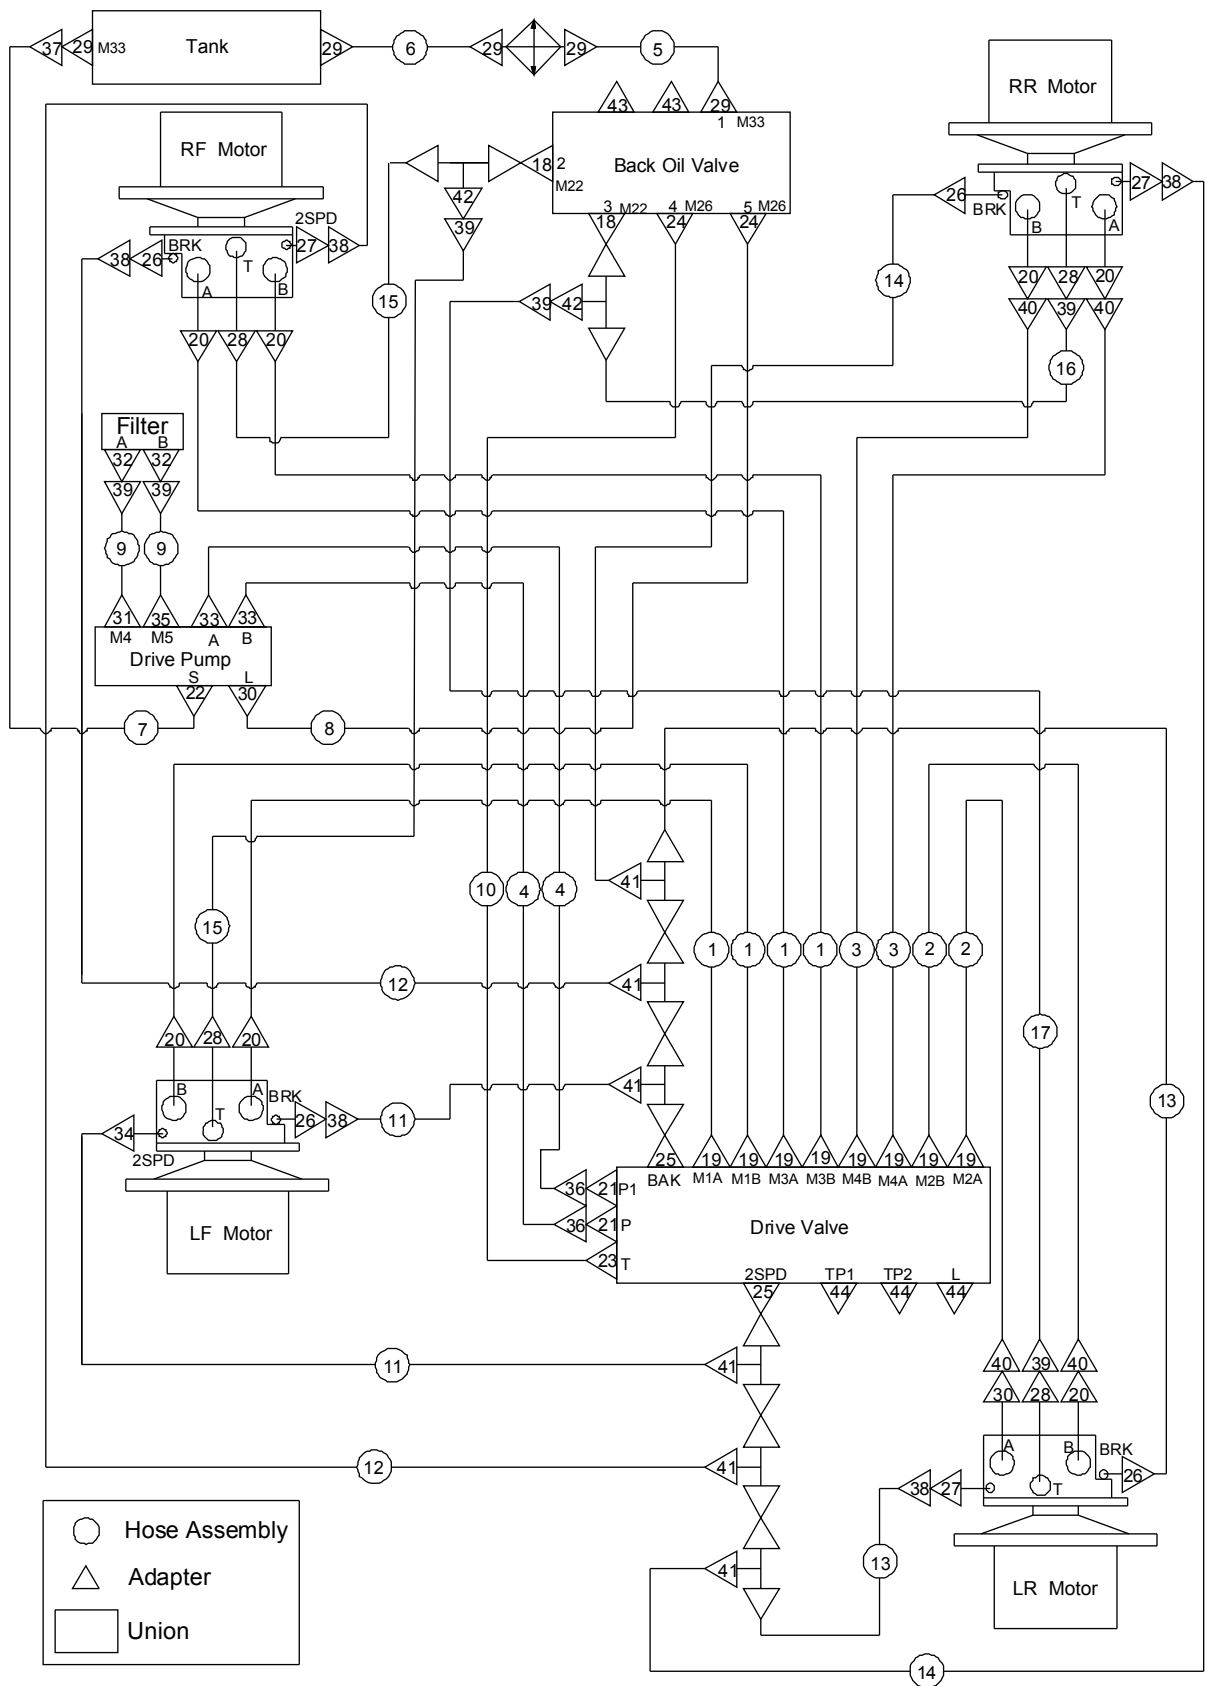 37 29 M33 Tank 29 6 29 29 5
43 43 29
1 M33
RR Motor
RF Motor
18 2 Back Oil Valve
M22
42
3 M22 4 M26 5 M26
18 24 24
39
26 BRK T 27 38
B A
2SPD
38 26 BRK 27 38
T
A B
14
20 28 20
15
39 42
40 39 40
20 28 20
16
Filter
A B
32 32
39 39
9 9
31 35 33 33
M4 M5 A B
Drive Pump
S L
22 30
7 8
10 4 4
41
15
1 1 1 1 3 3 2 2
12 41
20 28 20
17
B A
BRK
T
34 26 38 11 41
2SPD
13
25 19 19 19 19 19 19 19 19
BAK M1A M1B M3A M3B M4B M4A M2B M2A
36 21 P1
LF Motor
36 21 P
Drive Valve
23 T
2SPD TP1 TP2 L
25 44 44 44
11 41
40 39 40
30 28 20
12 41
A B BRK
26
T
38 27
Hose Assembly
13
41
Adapter
LR Motor
Union
14